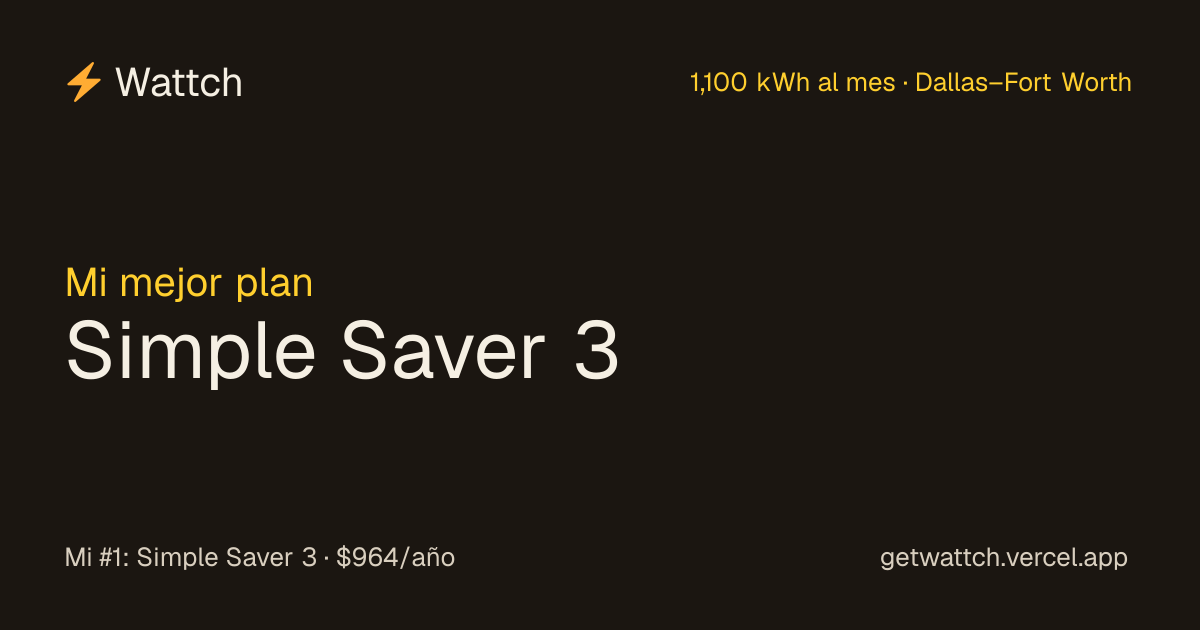 ⚡ Wattch
1,100 kWh al mes · Dallas–Fort Worth
Mi mejor plan
Simple Saver 3
Mi #1: Simple Saver 3 · $964/año
getwattch.vercel.app